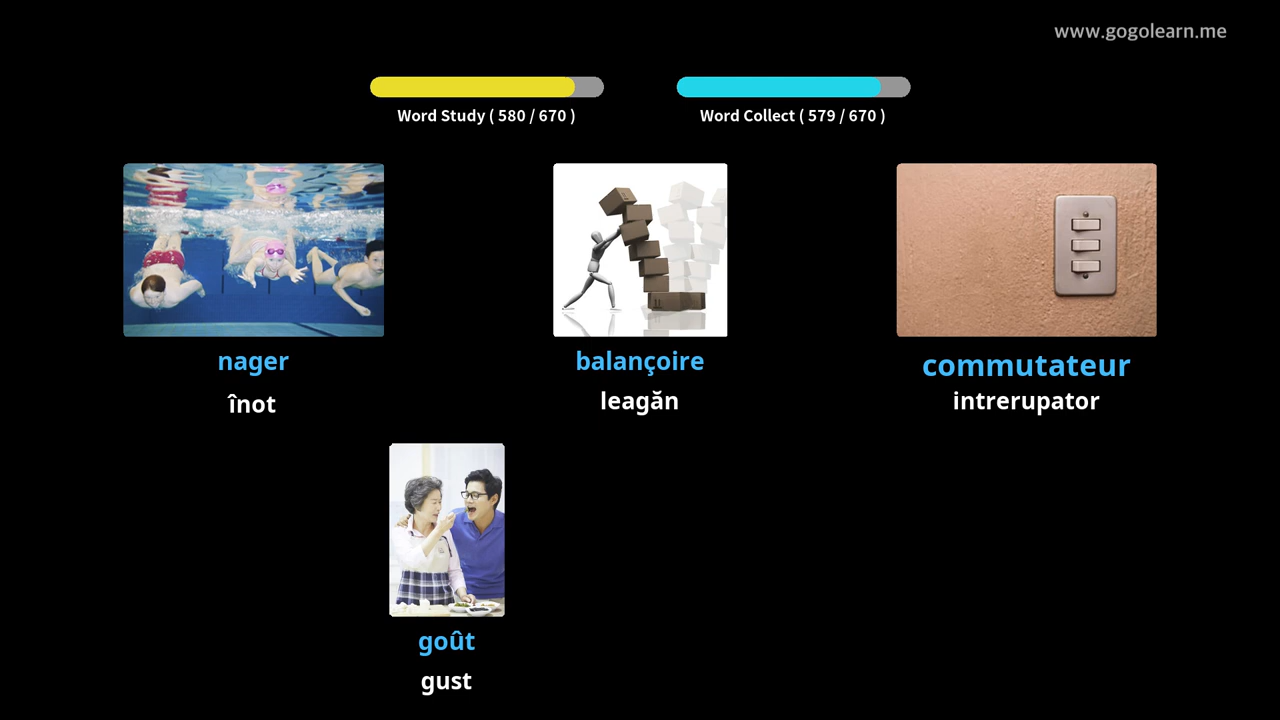 www.gogolearn.me
Word Study ( 580 / 670 )
Word Collect ( 579 / 670 )
nager
balançoire
commutateur
înot
leagăn
intrerupator
goût
gust